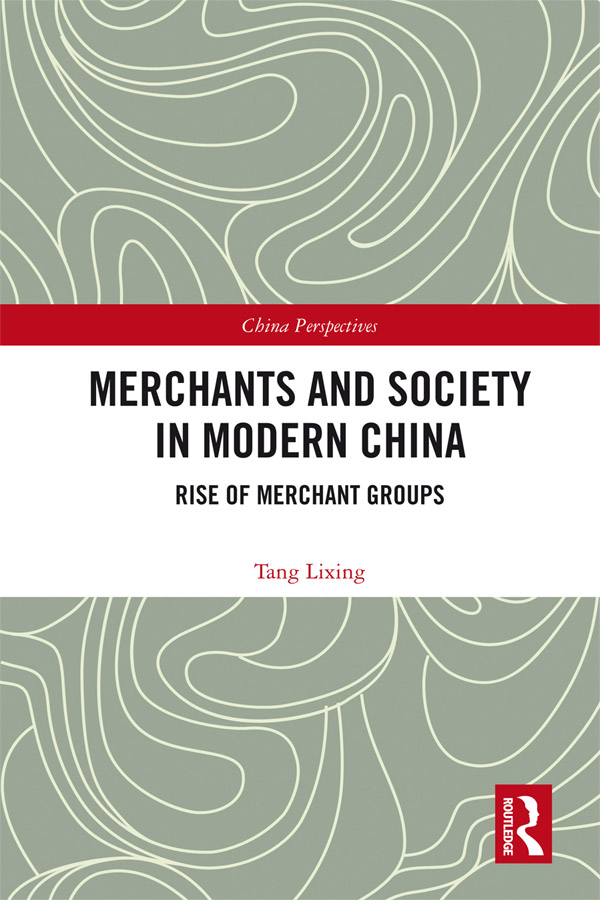 China Perspectives
MERCHANTS AND SOCIETY
IN MODERN CHINA
RISE OF MERCHANT GROUPS
Tang Lixing
ROUTLEDGE